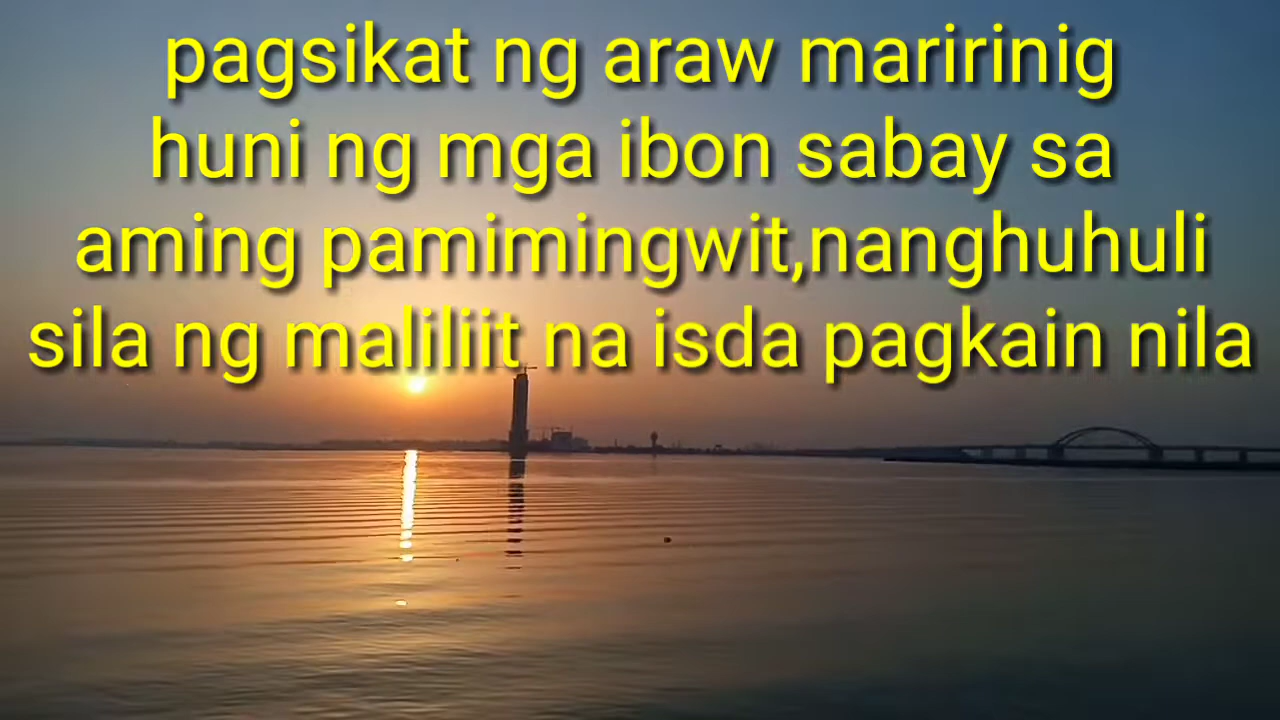 pagsikat ng araw maririnig
huni ng mga ibon sabay sa
aming pamimingwit,nanghuhuli
sila ng maliliit na isda pagkain nila